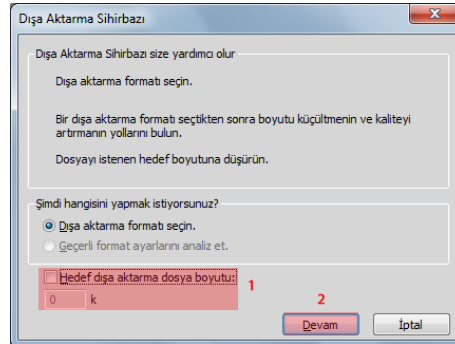 Dışa Aktarma Sihirbazı
Dışa Aktarma Sihirbazı size yardımcı olur
Dışa aktarma formatı seçin.
Bir dışa aktarma formatı seçtikten sonra boyutu küçültmenin ve kaliteyi
artırmanın yollarını bulun.
Dosyayı istenen hedef boyutuna düşürün.
Şimdi hangisini yapmak istiyorsunuz?
Dışa aktarma formatı seçin.
Geçerli format ayarlarını analiz et.
Hedef dışa aktarma dosya boyutu:
1
0 k
2
Devam
İptal